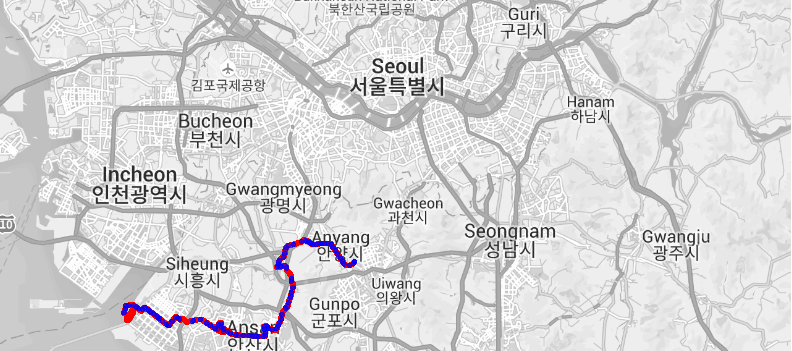 북한산국립공원
Guri
구리시
Seoul
서울특별시
김포국제공항
Hanam
하남시
Bucheon
부천시
Incheon
인천광역시
Gwangmyeong
광명시
Gwacheon
과천시
Anyang
안양시
Seongnam
성남시
Gwangju
광주시
Siheung
시흥시
Uiwang
의왕시
Gunpo
군포시
Ansan
안산시